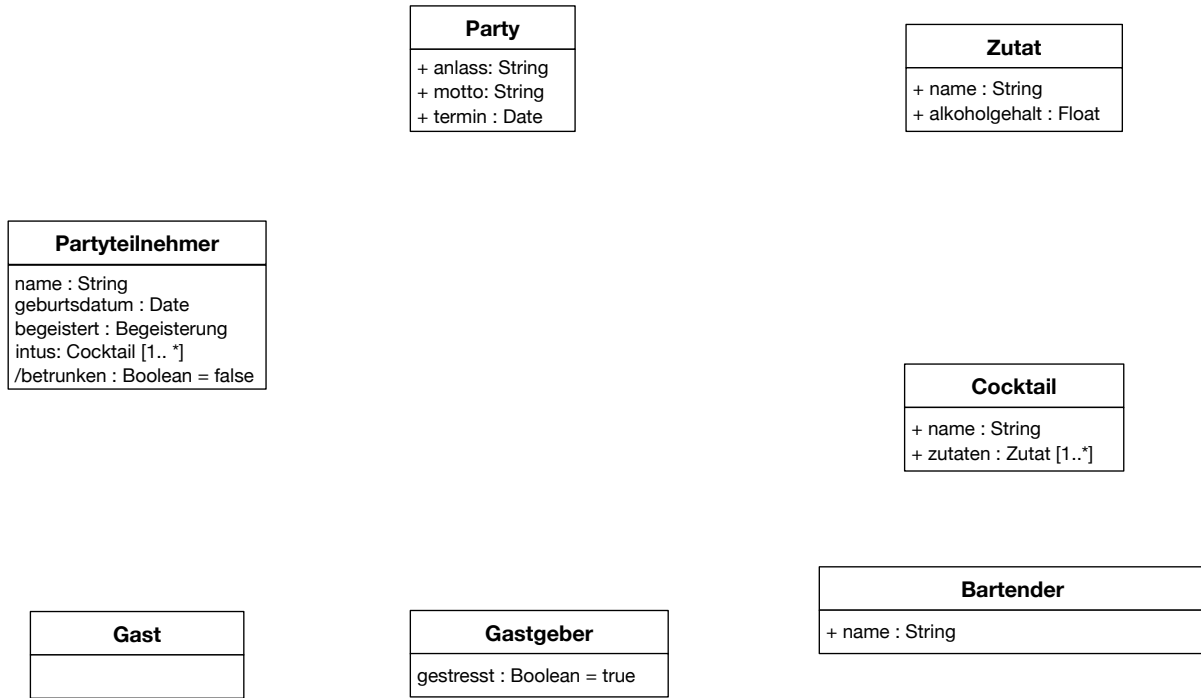 Party
+ anlass: String
+ motto: String
+ termin : Date
Zutat
+ name : String
+ alkoholgehalt : Float
Partyteilnehmer
name : String
geburtsdatum : Date
begeistert : Begeisterung
intus: Cocktail [1.. *]
/betrunken : Boolean = false
Cocktail
+ name : String
+ zutaten : Zutat [1..*]
Bartender
+ name : String
Gast
Gastgeber
gestresst : Boolean = true